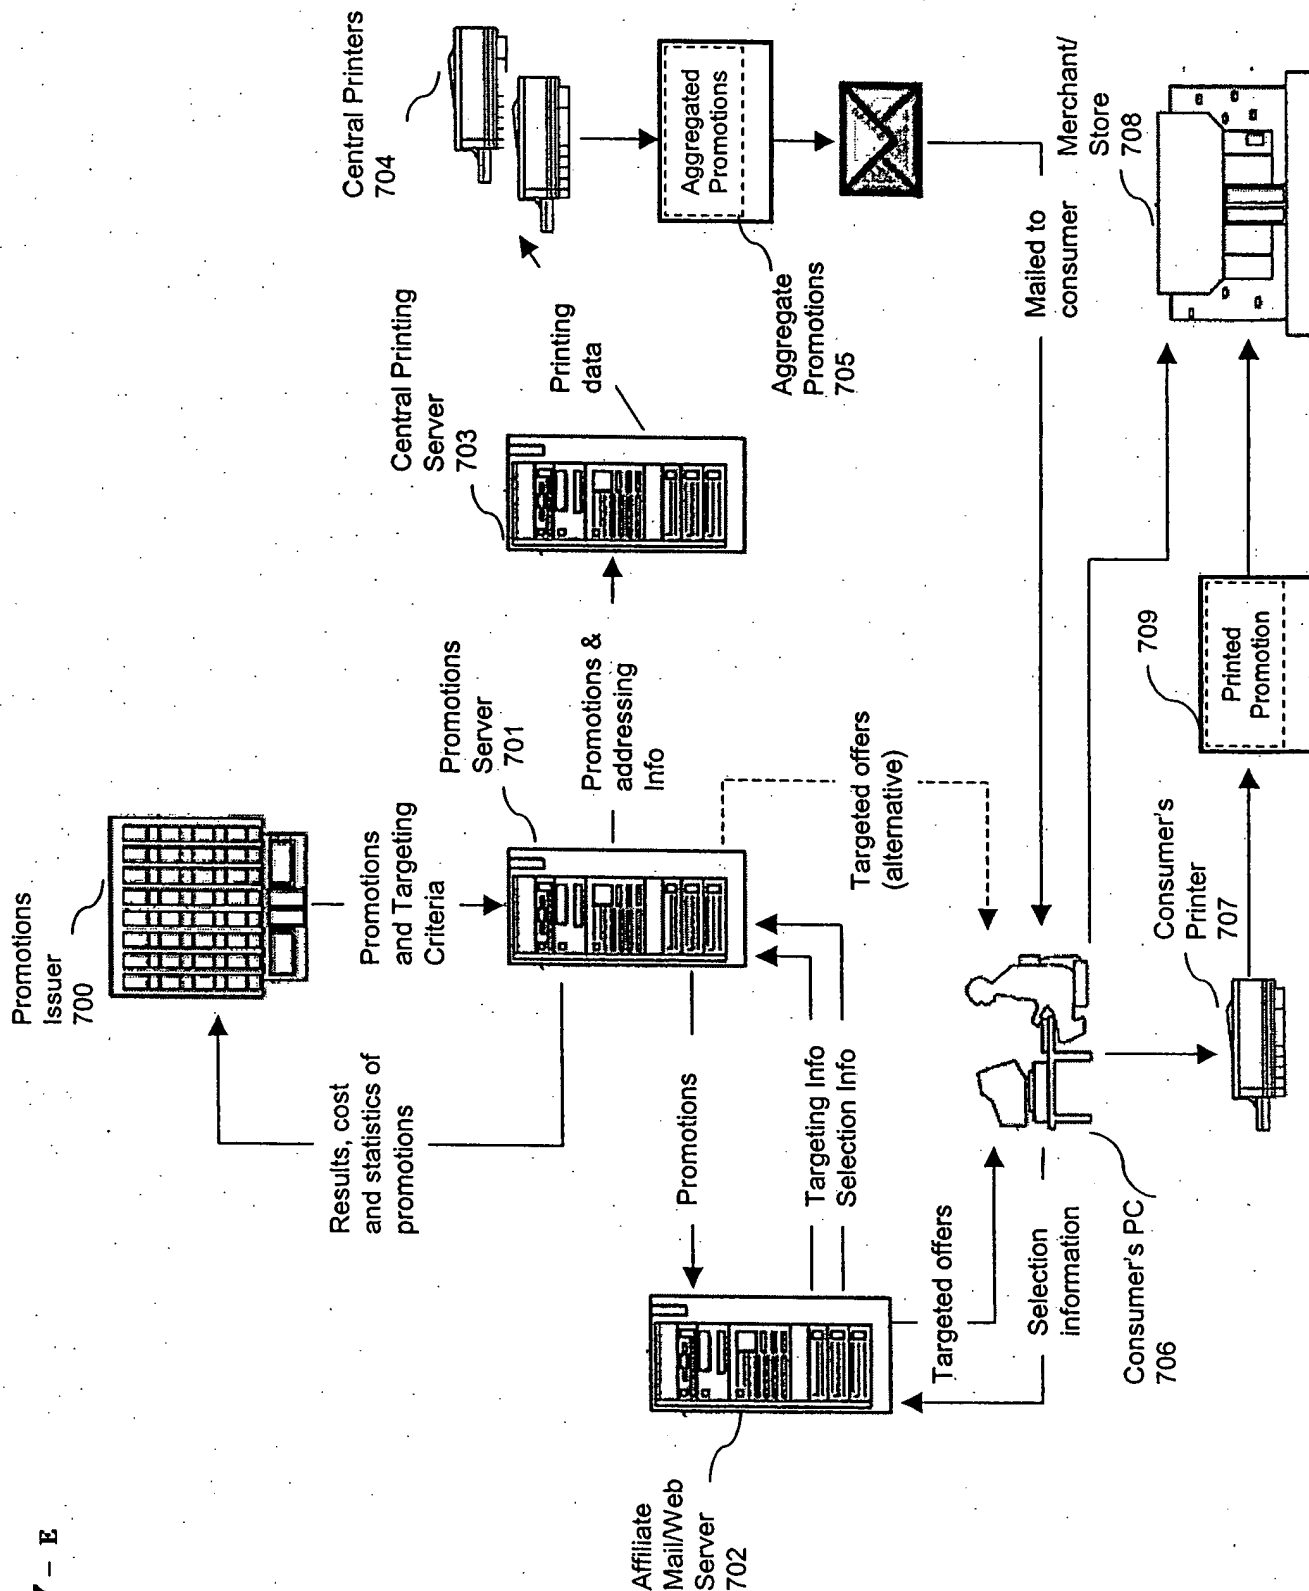 7 - E
Promotions
Issuer
700
Results, cost
and statistics of
promotions
Promotions
and Targeting
Criteria
Promotions
Server
701
Promotions &
addressing
Info
Central Printing
Server
703
Printing
data
Central Printers
704
Aggregated
Promotions
Aggregate
Promotions
705
Mailed to
consumer
Affiliate
Mail/Web
Server
702
Promotions
Targeting Info
Selection Info
Targeted offers
(alternative)
Targeted offers
Selection
information
Consumer's PC
706
Consumer's
Printer
707
709
Printed
Promotion
Merchant/
Store
708